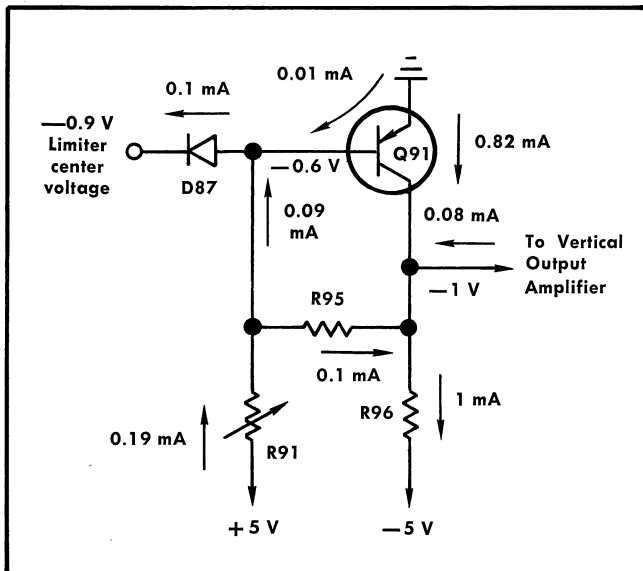 0.01 mA
0.1 mA
—0.9 V
Limiter
center
voltage
D87
—0.6 V
Q91
0.82 mA
0.09
mA
0.08 mA
To Vertical
Output
Amplifier
—1 V
R95
0.1 mA
R96
1 mA
0.19 mA
R91
+5 V
—5 V